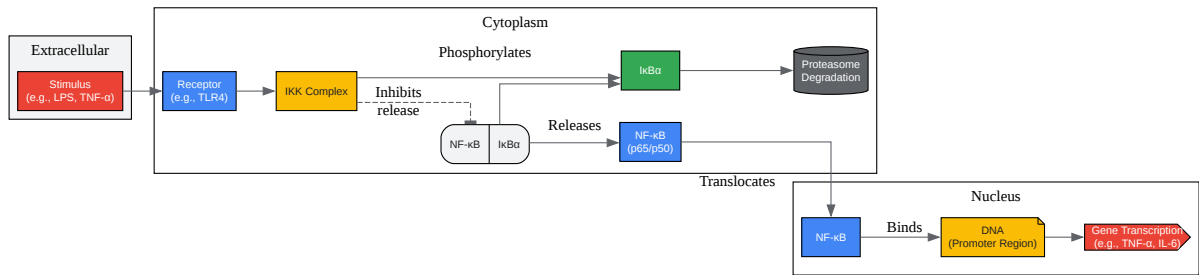 Cytoplasm
Extracellular
Stimulus
(e.g., LPS, TNF-α)
Receptor
(e.g., TLR4)
IKK Complex
Phosphorylates
IκBα
Proteasome
Degradation
Inhibits
release
NF-κB
IκBα
Releases
NF-κB
(p65/p50)
Translocates
Nucleus
NF-κB
Binds
DNA
(Promoter Region)
Gene Transcription
(e.g., TNF-α, IL-6)